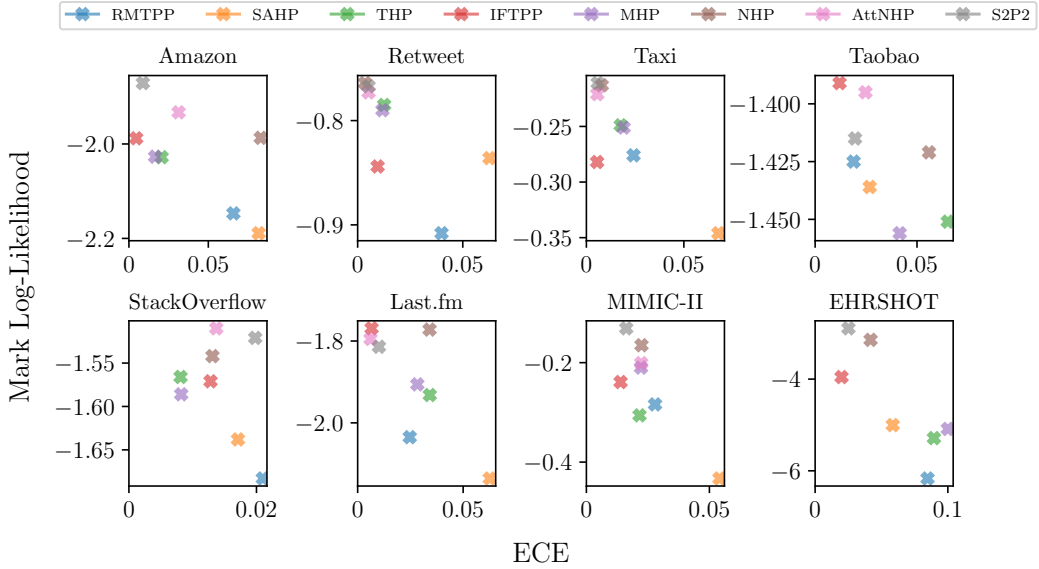 RMTPP SAHP THP IFTPP MHP NHP AttNHP S2P2
Amazon Retweet Taxi Taobao
−2.0 −2.2 0 0.05
−0.8 −0.9 0 0.05
−0.25 −0.30 −0.35 0 0.05
−1.400 −1.425 −1.450 0 0.05
Mark Log-Likelihood
StackOverflow Last.fm MIMIC-II EHRSHOT
−1.55 −1.60 −1.65 0 0.02
−1.8 −2.0 0 0.05
−0.2 −0.4 0 0.05
−4 −6 0 0.1
ECE